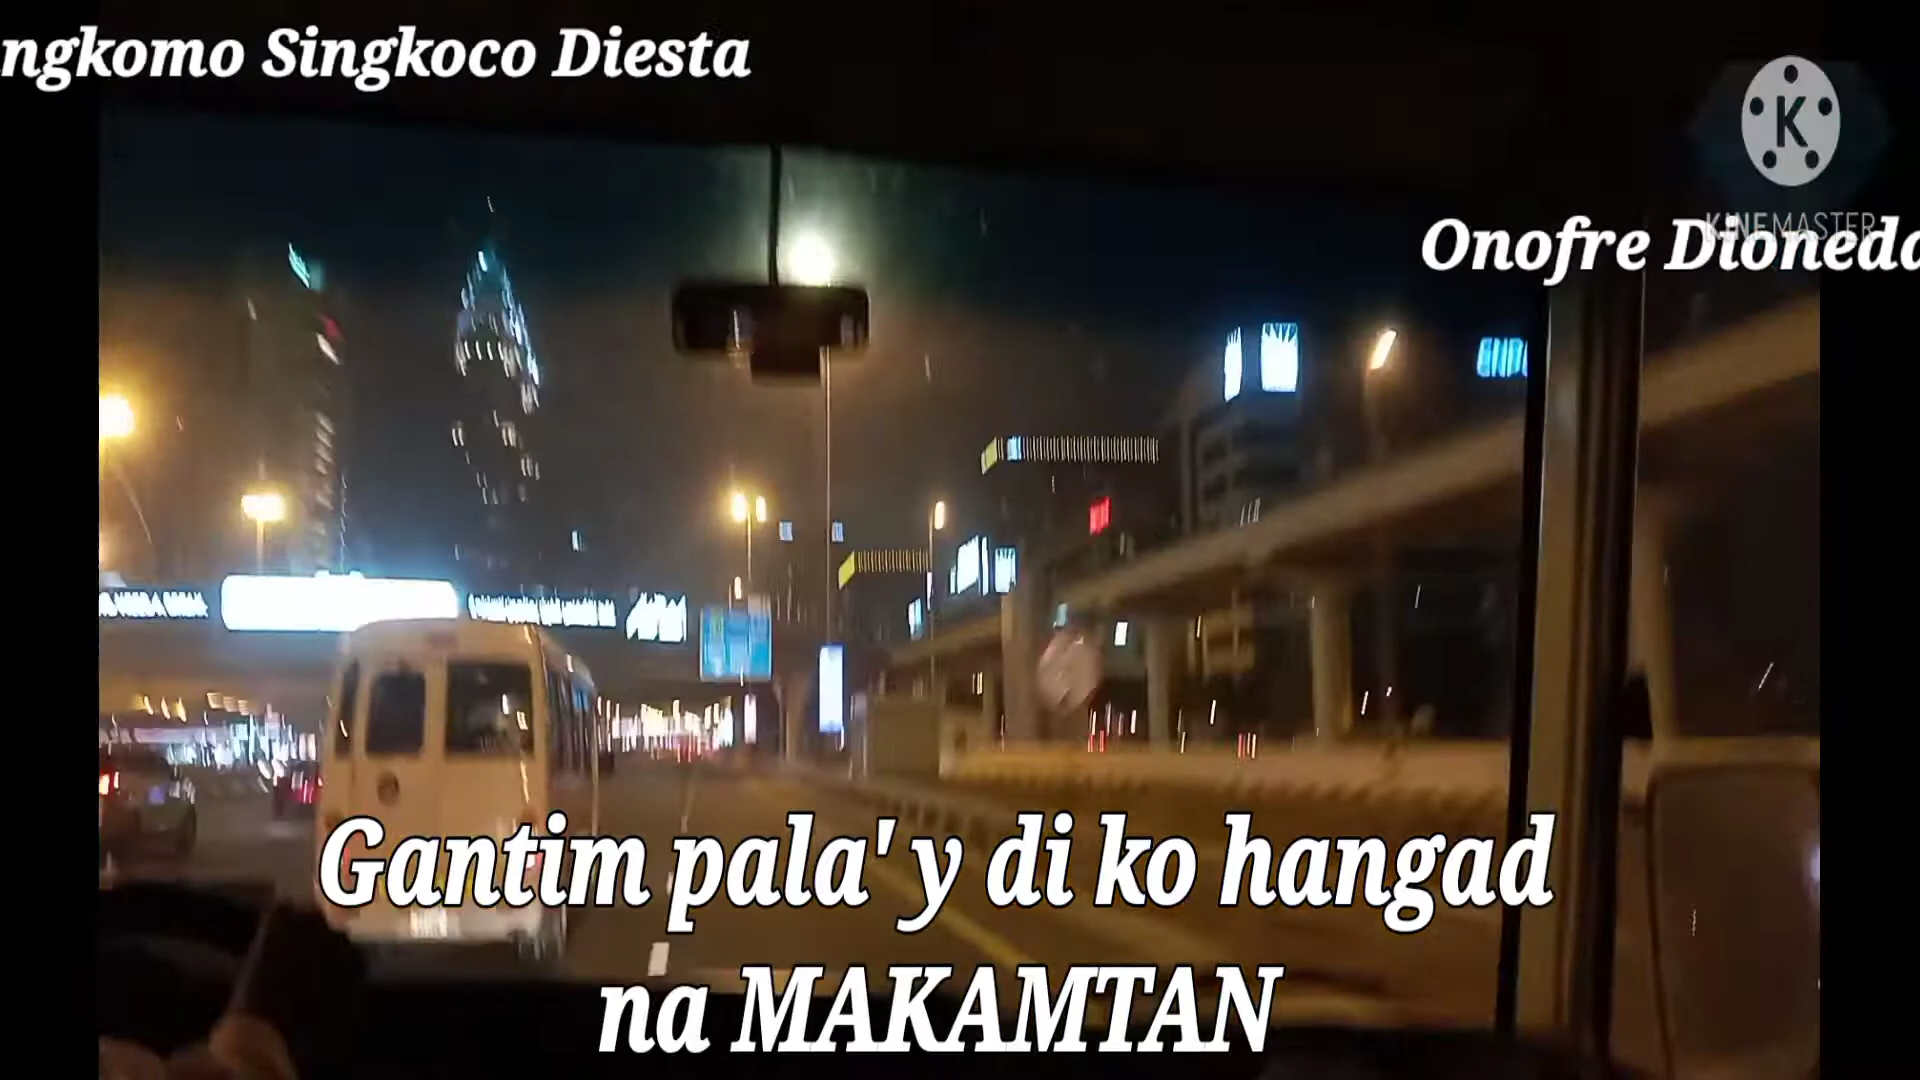 ngkomo Singkoco Diesta
K
KINEMASTER
Onofre Dioneda
Gantim pala' y di ko hangad
na MAKAMTAN